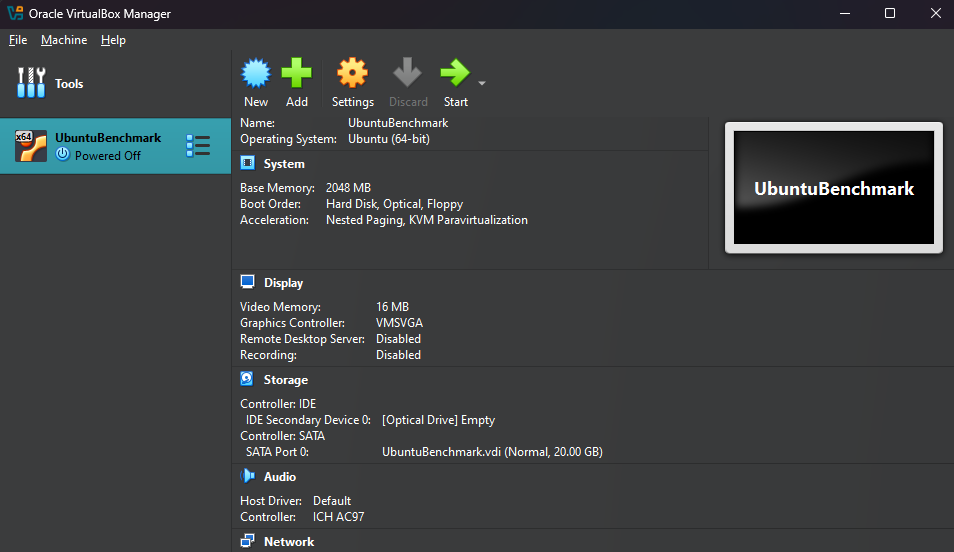 Oracle VirtualBox Manager
File Machine Help
Tools
New Add Settings Discard Start
x64
UbuntuBenchmark
Powered Off
Name: UbuntuBenchmark
Operating System: Ubuntu (64-bit)
System
Base Memory: 2048 MB
Boot Order: Hard Disk, Optical, Floppy
Acceleration: Nested Paging, KVM Paravirtualization
UbuntuBenchmark
Display
Video Memory: 16 MB
Graphics Controller: VMSVGA
Remote Desktop Server: Disabled
Recording: Disabled
Storage
Controller: IDE
IDE Secondary Device 0: [Optical Drive] Empty
Controller: SATA
SATA Port 0: UbuntuBenchmark.vdi (Normal, 20.00 GB)
Audio
Host Driver: Default
Controller: ICH AC97
Network